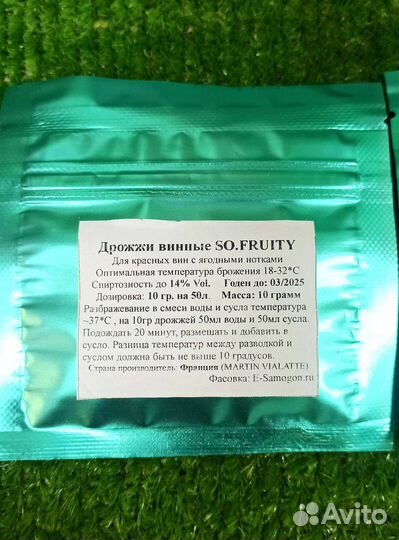 Дрожжи винные SO.FRUITY
Для красных вин с ягодными нотками
Оптимальная температура брожения 18-32*С
Спиртозность до 14% Vol. Годен до: 03/2025
Дозировка: 10 гр. на 50л. Масса: 10 грамм
Разбраживание в смеси воды и сусла температура
~37*С , на 10гр дрожжей 50мл воды и 50мл сусла.
Подождать 20 минут, размешать и добавить в
сусло. Разница температур между разводкой и
суслом должна быть не выше 10 градусов.
Страна производитель: Франция (MARTIN VIALATTE)
Фасовка: E-Samogon.ru
Avito